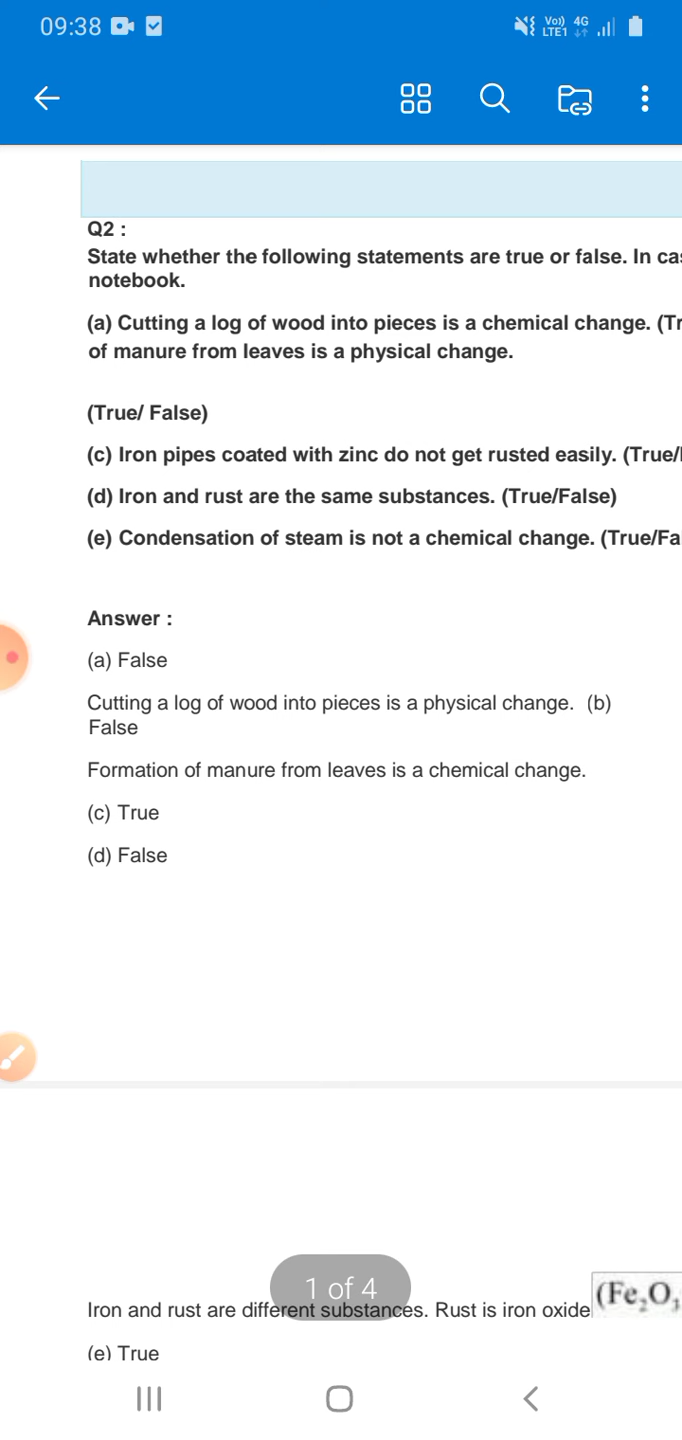 09:38
Vo)) 4G
LTE1
Q2 :
State whether the following statements are true or false. In
notebook.
(a) Cutting a log of wood into pieces is a chemical change.
of manure from leaves is a physical change.
(True/ False)
(c) Iron pipes coated with zinc do not get rusted easily. (True/
(d) Iron and rust are the same substances. (True/False)
(e) Condensation of steam is not a chemical change. (True/
Answer :
(a) False
Cutting a log of wood into pieces is a physical change. (b)
False
Formation of manure from leaves is a chemical change.
(c) True
(d) False
1 of 4
Iron and rust are different substances. Rust is iron oxide (Fe₂O₃
(e) True